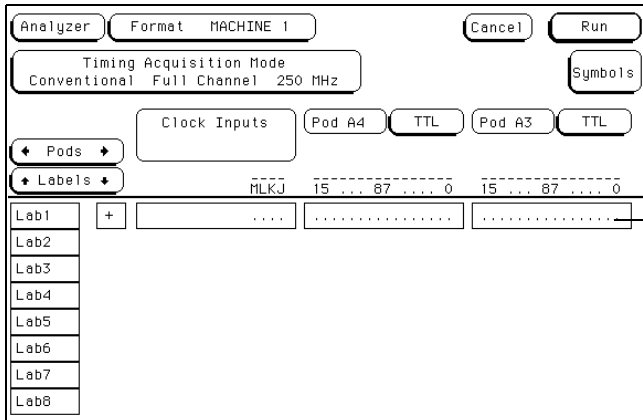 Analyzer Format MACHINE 1 Cancel Run
Timing Acquisition Mode
Conventional Full Channel 250 MHz
Symbols
Clock Inputs Pod A4 TTL Pod A3 TTL
← Pods →
↑ Labels ↓
MLKJ 15 ... 87 .... 0 15 ... 87 .... 0
Lab1 + .... ................ ................
Lab2
Lab3
Lab4
Lab5
Lab6
Lab7
Lab8